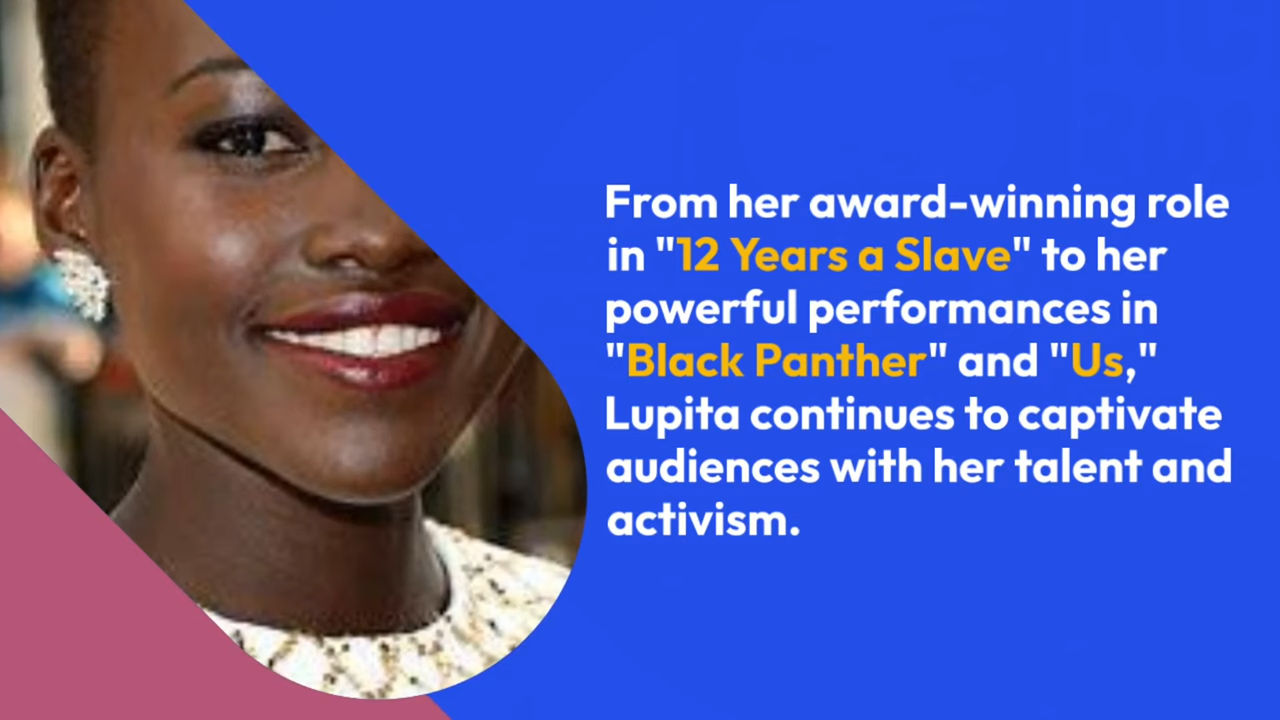 From her award-winning role
in "12 Years a Slave" to her
powerful performances in
"Black Panther" and "Us,"
Lupita continues to captivate
audiences with her talent and
activism.